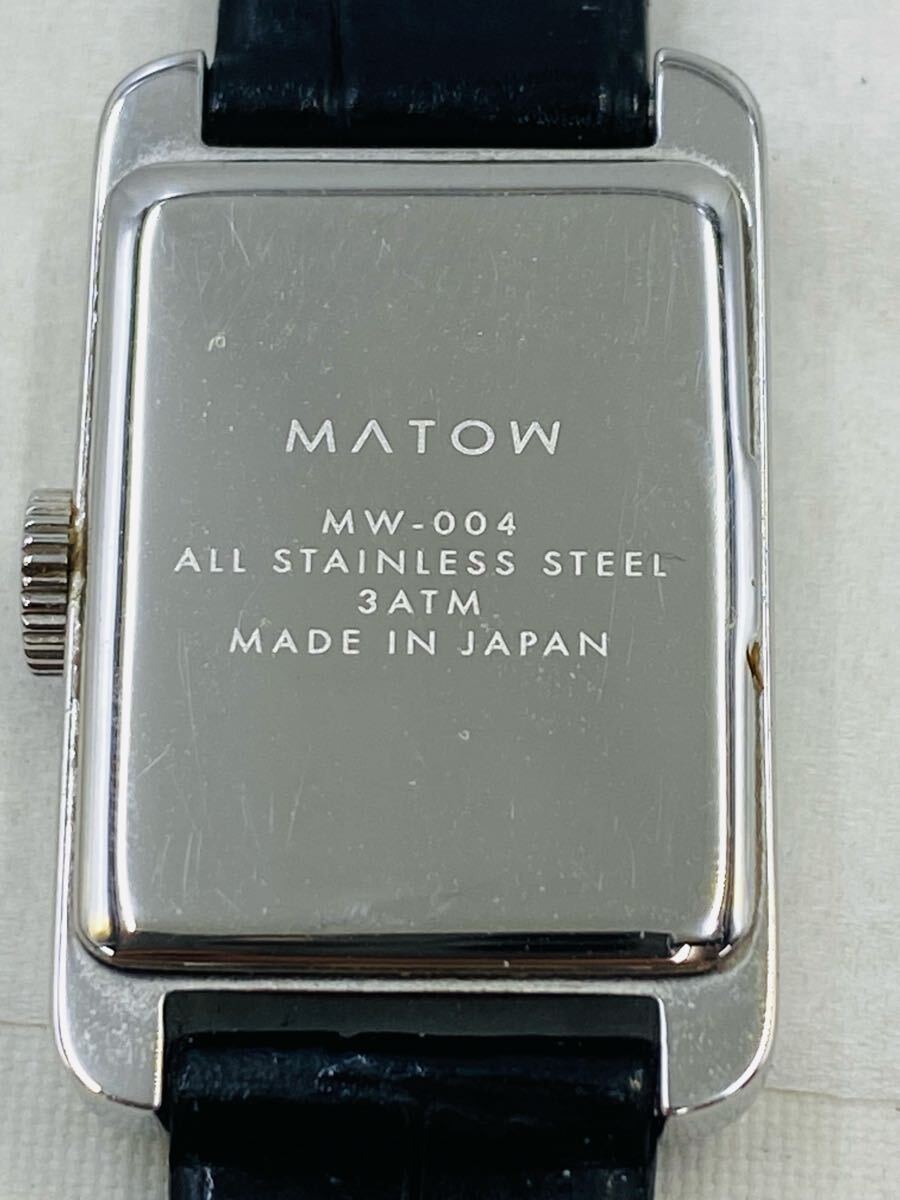 MATOW
MW-004
ALL STAINLESS STEEL
3ATM
MADE IN JAPAN